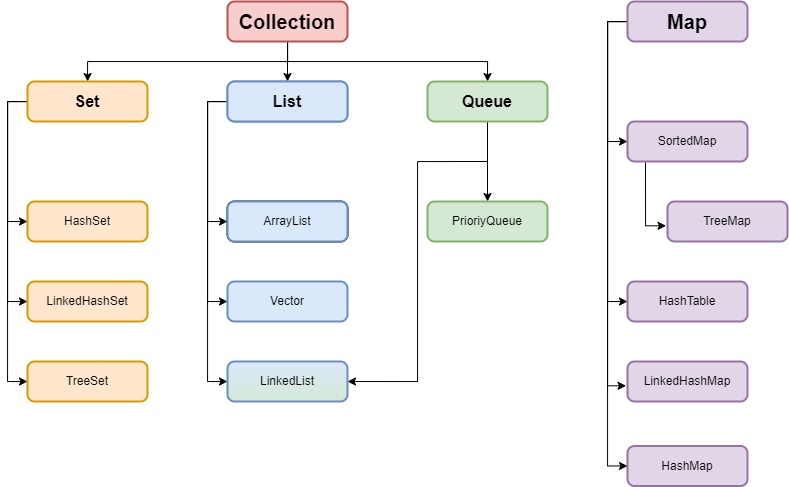 Collection
Map
Set
List
Queue
SortedMap
HashSet
ArrayList
PrioriyQueue
TreeMap
LinkedHashSet
Vector
HashTable
TreeSet
LinkedList
LinkedHashMap
HashMap